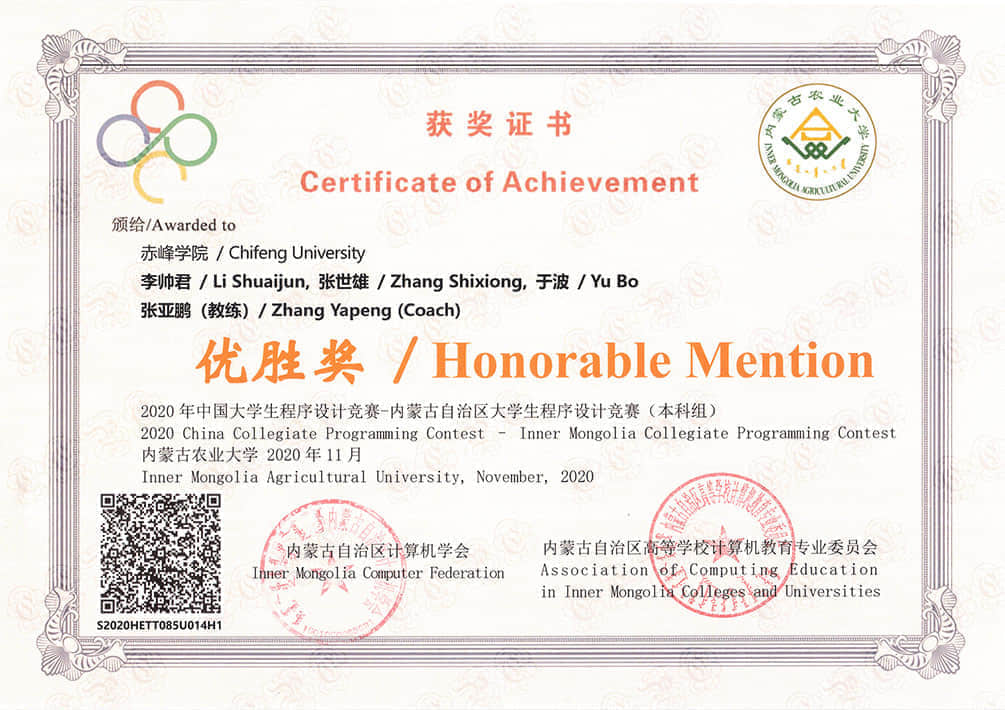 获奖证书
Certificate of Achievement
内蒙古农业大学
INNER MONGOLIA AGRICULTURAL UNIVERSITY
颁给/Awarded to
赤峰学院 / Chifeng University
李帅君 / Li Shuaijun, 张世雄 / Zhang Shixiong, 于波 / Yu Bo
张亚鹏（教练）/ Zhang Yapeng (Coach)
优胜奖 / Honorable Mention
2020 年中国大学生程序设计竞赛-内蒙古自治区大学生程序设计竞赛（本科组）
2020 China Collegiate Programming Contest – Inner Mongolia Collegiate Programming Contest
内蒙古农业大学 2020 年 11 月
Inner Mongolia Agricultural University, November, 2020
内蒙古自治区计算机学会
Inner Mongolia Computer Federation
内蒙古自治区高等学校计算机教育专业委员会
Association of Computing Education
in Inner Mongolia Colleges and Universities
S2020HETT085U014H1